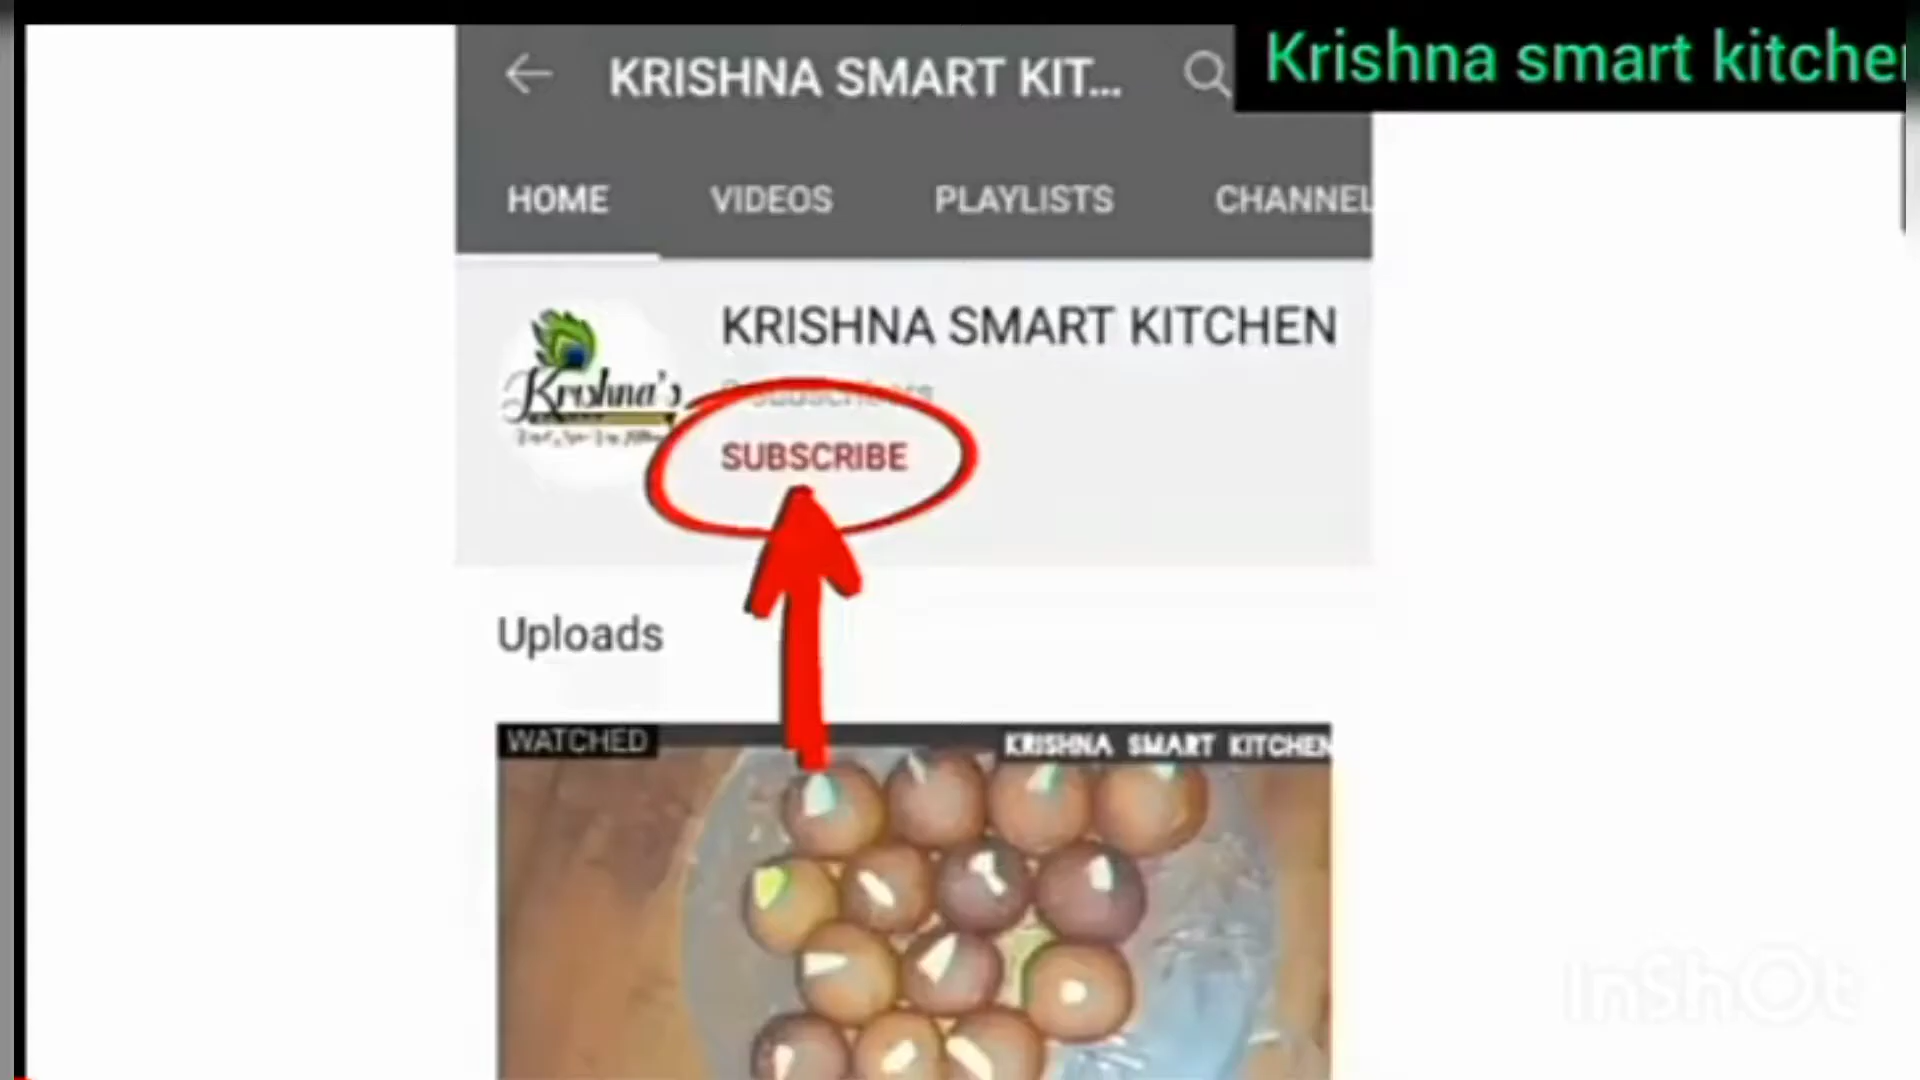 KRISHNA SMART KIT...
Krishna smart kitche
HOME VIDEOS PLAYLISTS CHANNEL
KRISHNA SMART KITCHEN
Krishna's
subscribers
SUBSCRIBE
Uploads
WATCHED
KRISHNA SMART KITCHEN
InShOt